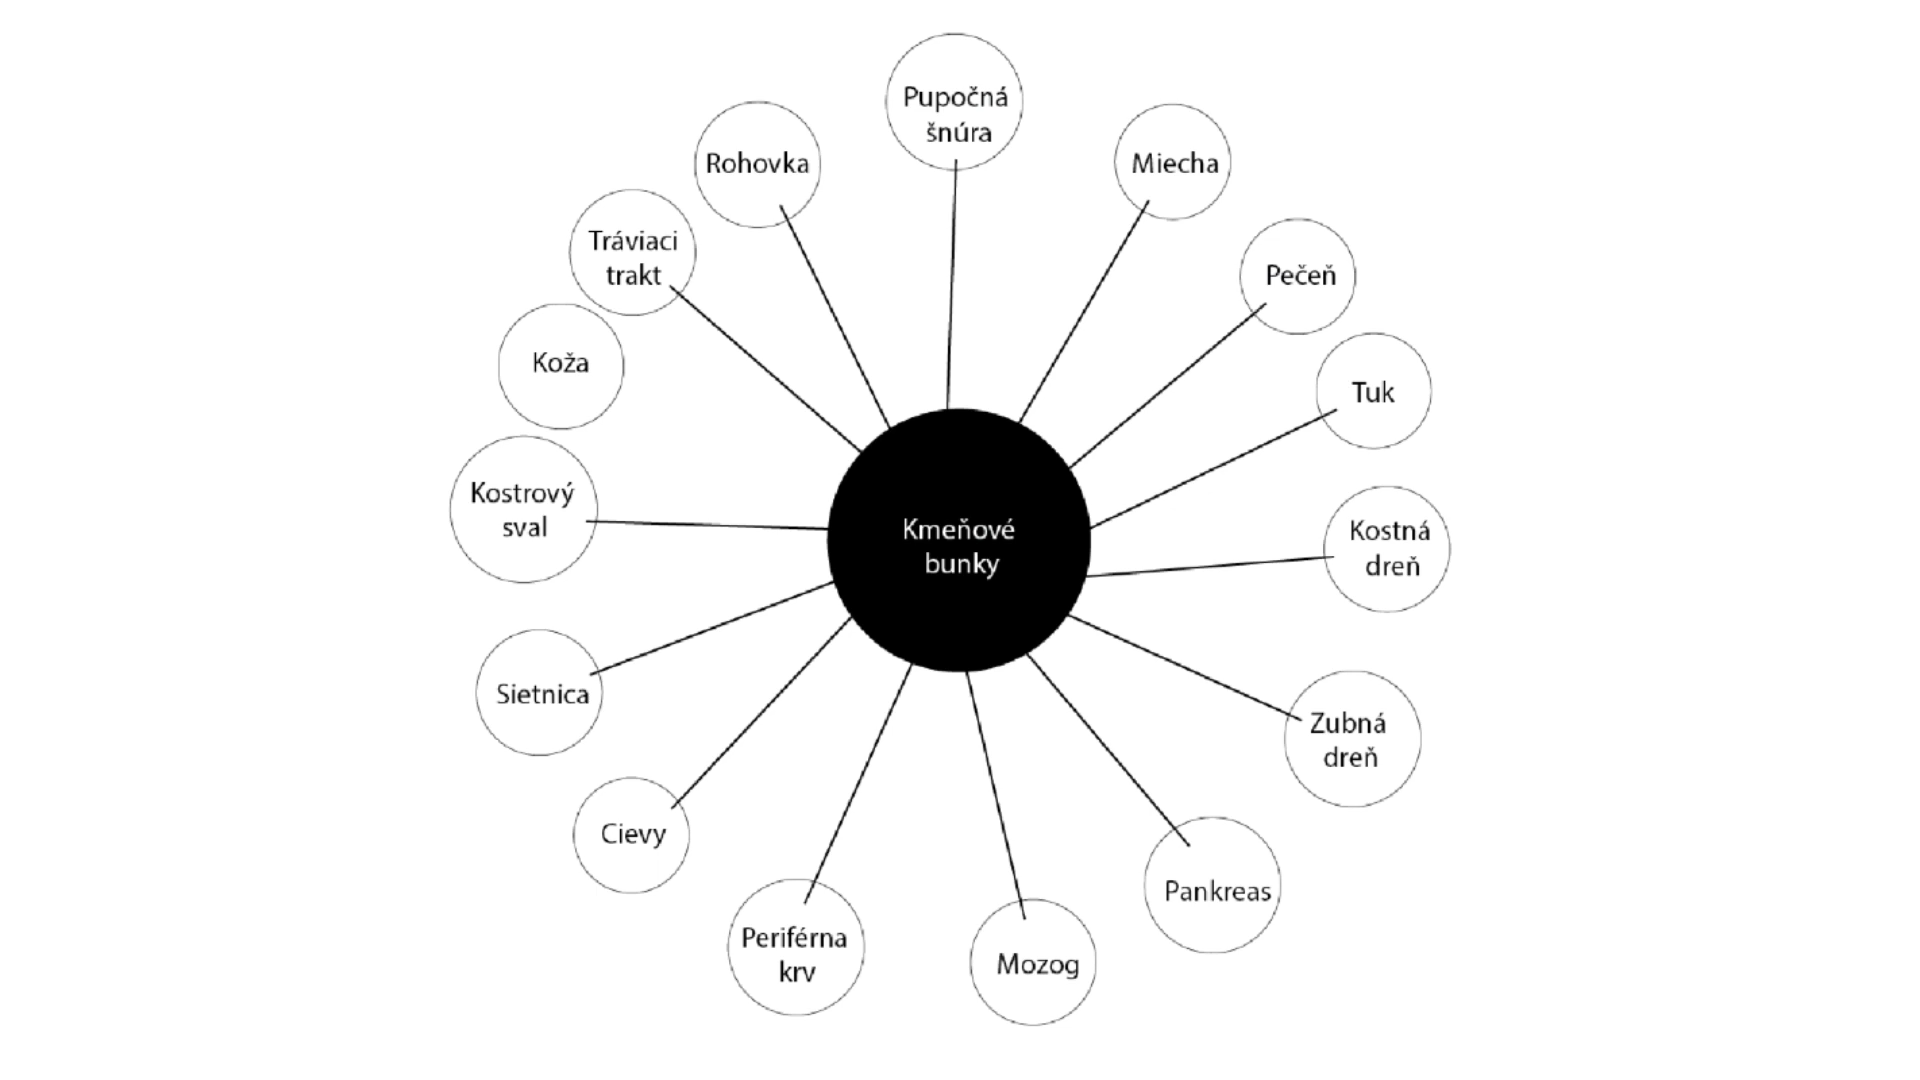 Pupočná
šnúra
Rohovka
Miecha
Tráviaci
trakt
Pečeň
Koža
Tuk
Kostrový
sval
Kmeňové
bunky
Kostná
dreň
Sietnica
Zubná
dreň
Cievy
Pankreas
Periférna
krv
Mozog